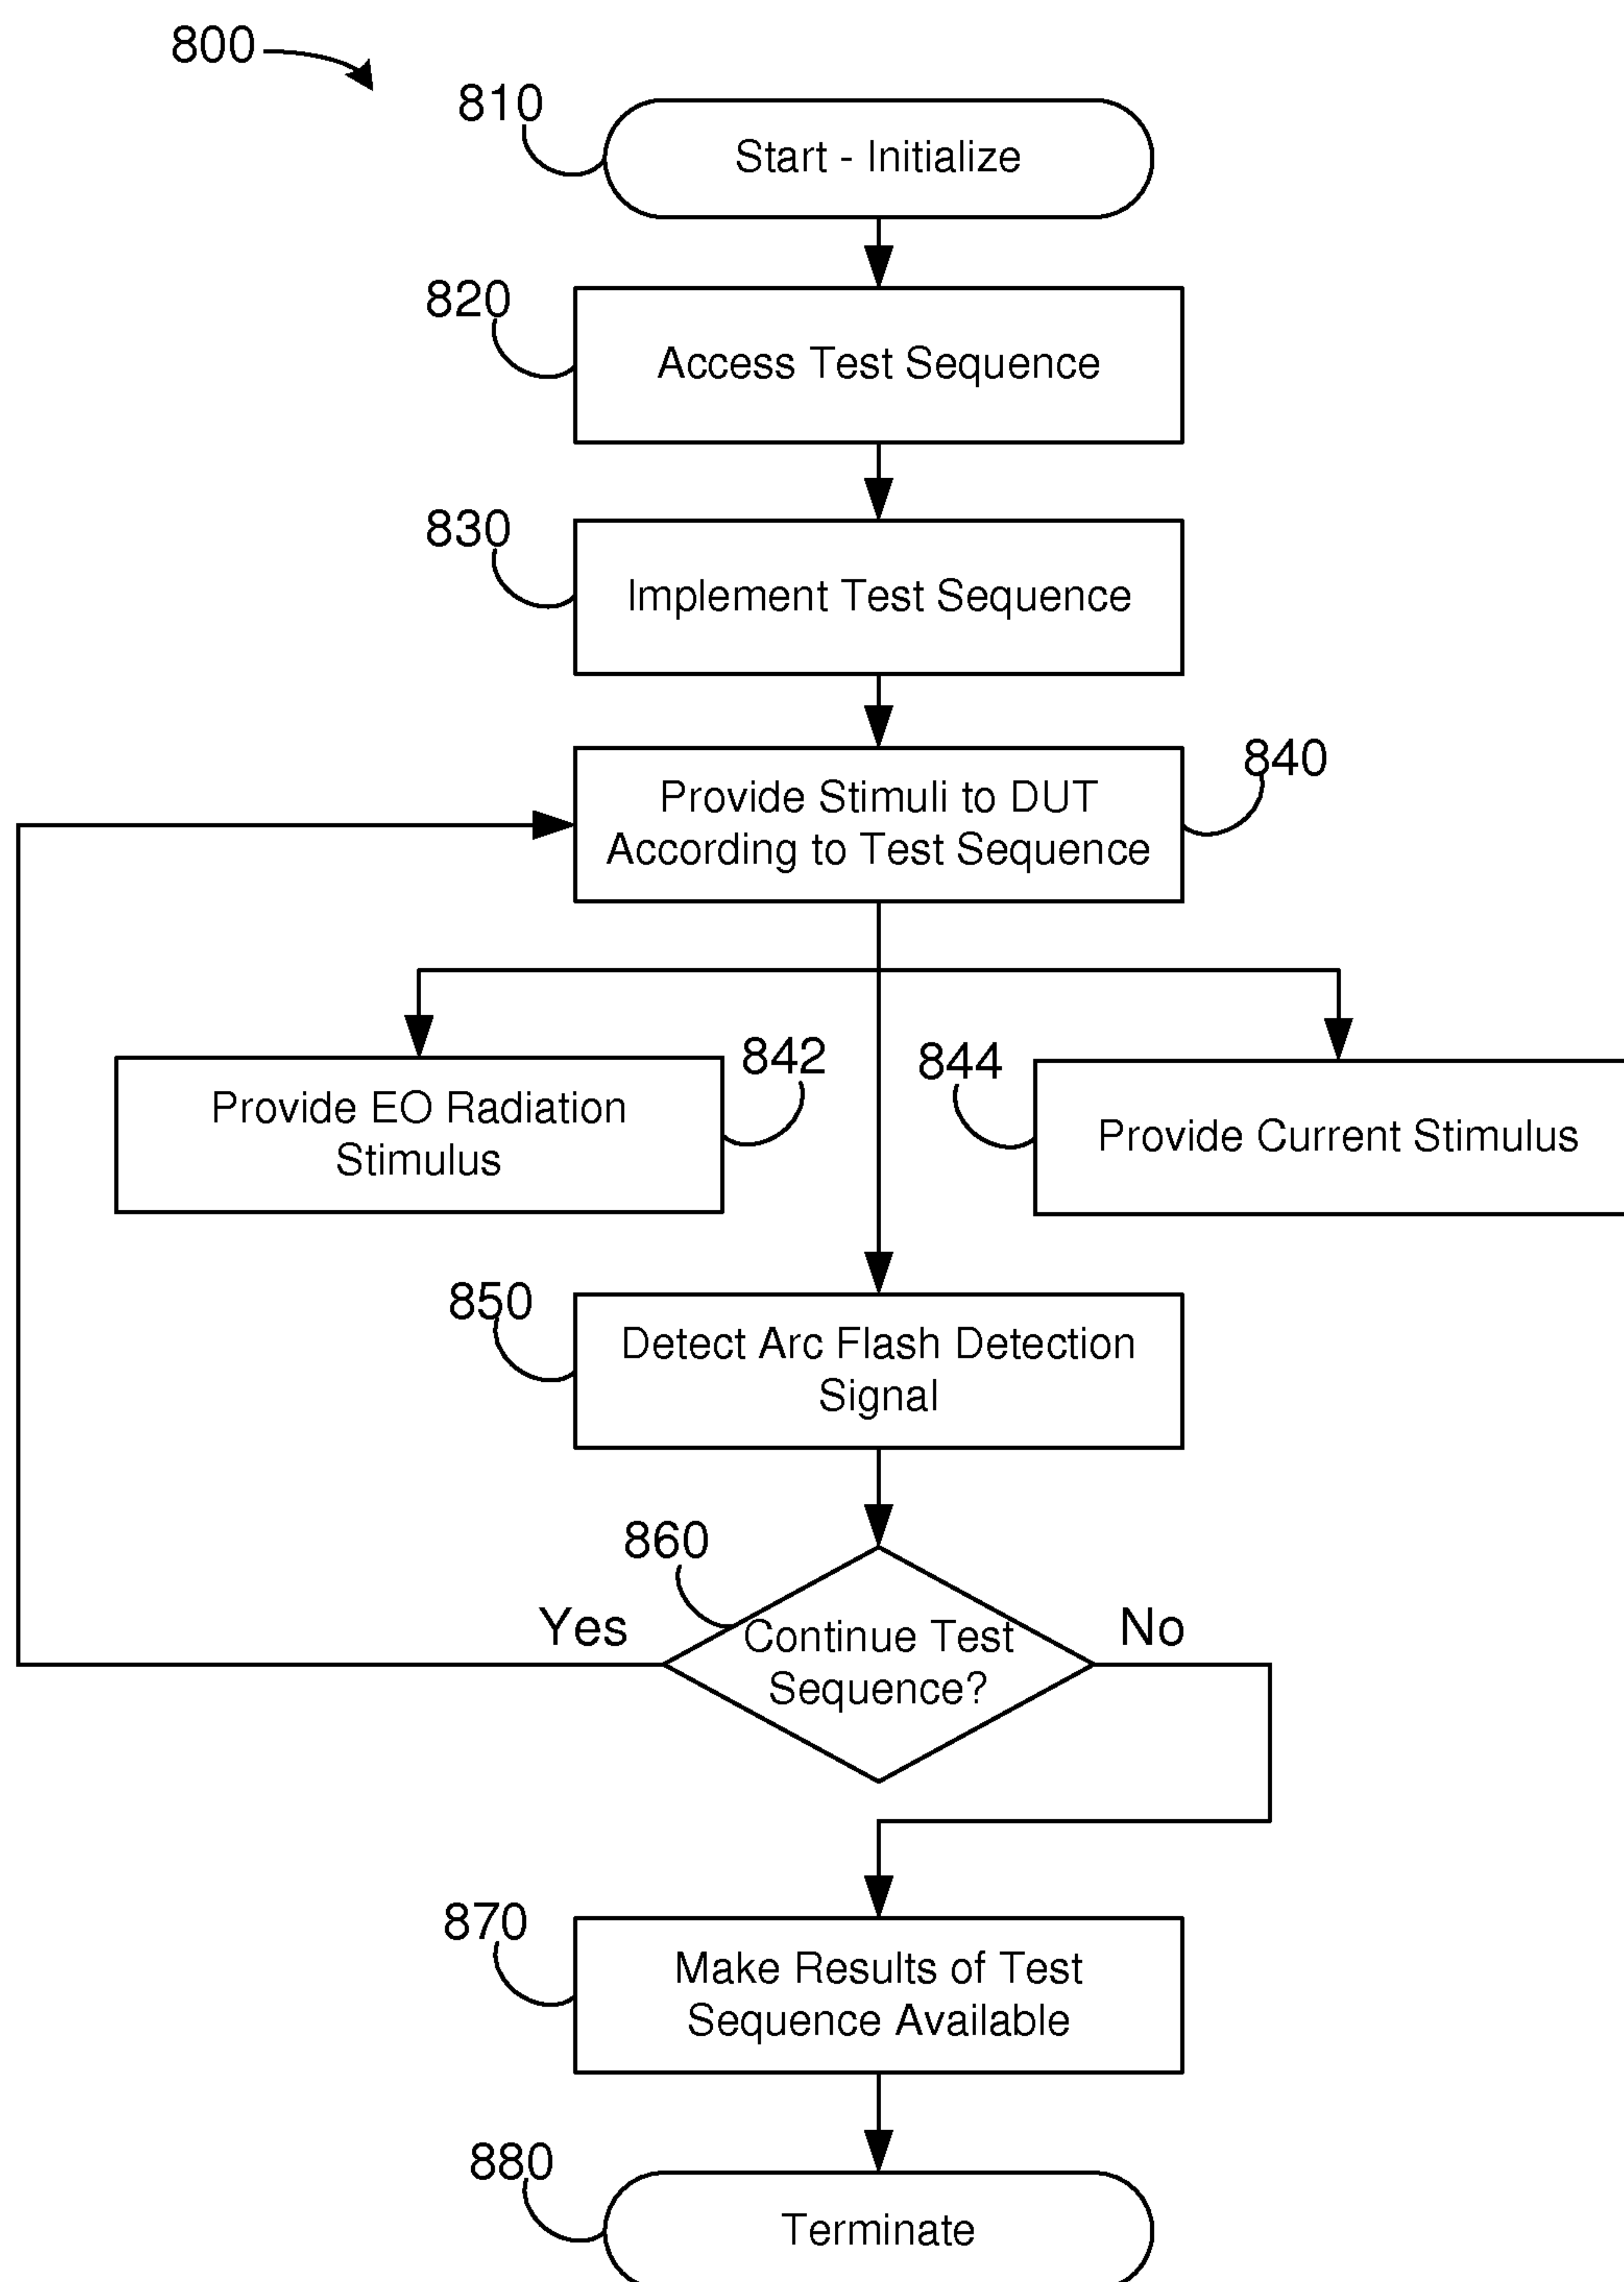 800
810
Start - Initialize
820
Access Test Sequence
830
Implement Test Sequence
840
Provide Stimuli to DUT
According to Test Sequence
842
Provide EO Radiation
Stimulus
844
Provide Current Stimulus
850
Detect Arc Flash Detection
Signal
860
Continue Test
Sequence?
Yes
No
870
Make Results of Test
Sequence Available
880
Terminate